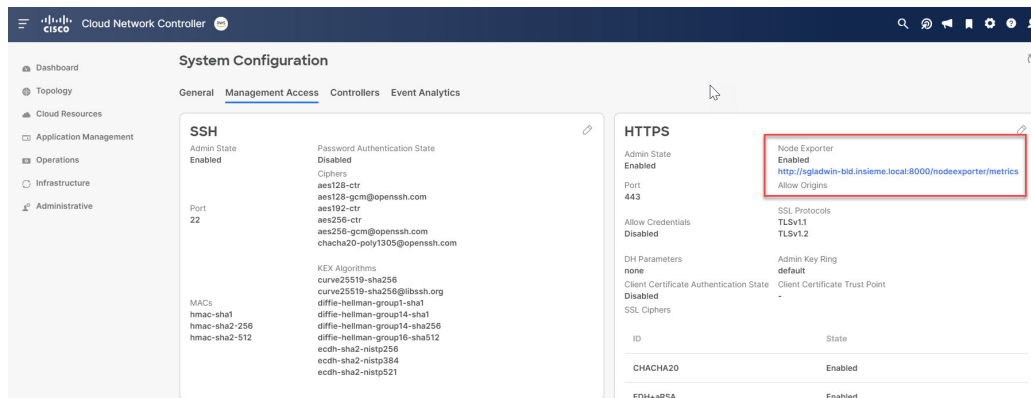 CISCO
Cloud Network Controller
aws
Dashboard
Topology
Cloud Resources
Application Management
Operations
Infrastructure
Administrative
System Configuration
General Management Access Controllers Event Analytics
SSH
Admin State
Enabled
Password Authentication State
Disabled
Ciphers
aes128-ctr
aes128-gcm@openssh.com
aes192-ctr
aes256-ctr
aes256-gcm@openssh.com
chacha20-poly1305@openssh.com
Port
22
KEX Algorithms
curve25519-sha256
curve25519-sha256@libssh.org
diffie-hellman-group1-sha1
diffie-hellman-group14-sha1
diffie-hellman-group14-sha256
diffie-hellman-group16-sha512
ecdh-sha2-nistp256
ecdh-sha2-nistp384
ecdh-sha2-nistp521
MACs
hmac-sha1
hmac-sha2-256
hmac-sha2-512
HTTPS
Admin State
Enabled
Node Exporter
Enabled
http://sgladwin-bld.insieme.local:8000/nodeexporter/metrics
Port
443
Allow Origins
Allow Credentials
Disabled
SSL Protocols
TLSv1.1
TLSv1.2
DH Parameters
none
Admin Key Ring
default
Client Certificate Authentication State
Disabled
Client Certificate Trust Point
-
SSL Ciphers
ID State
CHACHA20 Enabled
EDH+aRSA Enabled